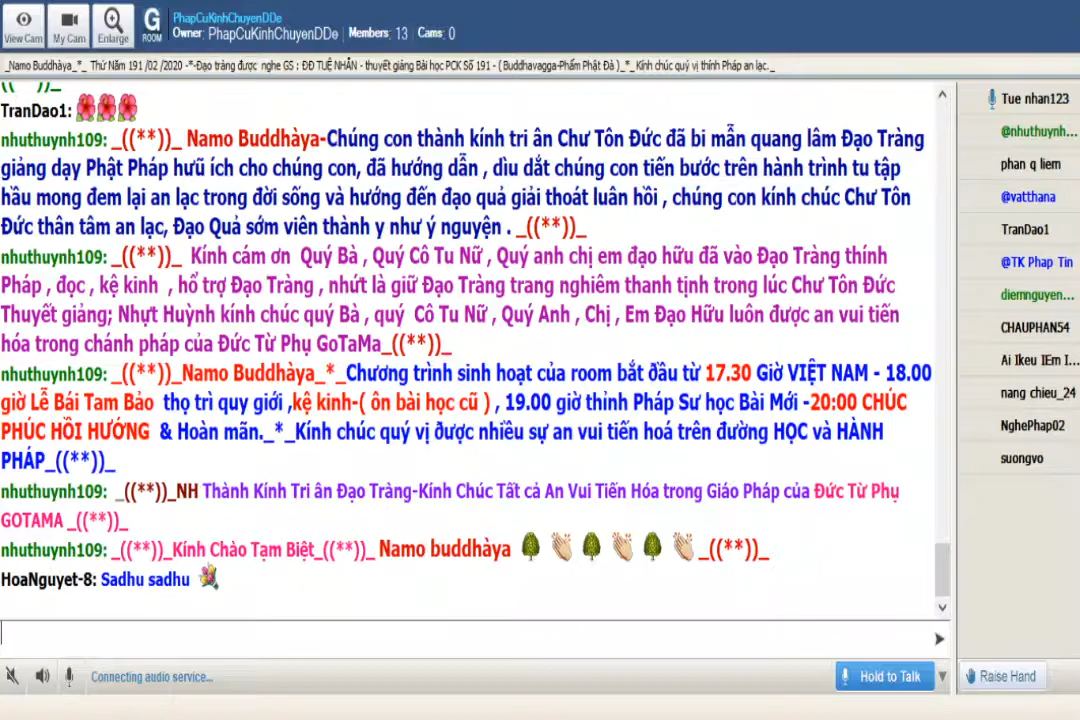 PhapCuKinhChuyenDDe
Owner: PhapCuKinhChuyenDDe Members: 13 Cams: 0
View Cam My Cam Enlarge G ROOM
_Namo Buddhàya_*_ Thứ Năm 191 /02 /2020 -*-Đạo tràng được nghe GS : ĐĐ TUỆ NHÂN - thuyết giảng Bài học PCK Số 191 - ( Buddhavagga-Phẩm Phật Đà )_*_ Kính chúc quý vị thính Pháp an lạc._
TranDao1:
nhuthuynh109: _((**))_ Namo Buddhàya-Chúng con thành kính tri ân Chư Tôn Đức đã bi mẫn quang lâm Đạo Tràng
giảng dạy Phật Pháp hưũ ích cho chúng con, đã hướng dẫn , dìu dắt chúng con tiến bước trên hành trình tu tập
hầu mong đem lại an lạc trong đời sống và hướng đến đạo quả giải thoát luân hồi , chúng con kính chúc Chư Tôn
Đức thân tâm an lạc, Đạo Quả sớm viên thành y như ý nguyện . _((**))_
nhuthuynh109: _((**))_ Kính cám ơn Quý Bà , Quý Cô Tu Nữ , Quý anh chị em đạo hữu đã vào Đạo Tràng thính
Pháp , đọc , kệ kinh , hổ trợ Đạo Tràng , nhứt là giữ Đạo Tràng trang nghiêm thanh tịnh trong lúc Chư Tôn Đức
Thuyết giảng; Nhựt Huỳnh kính chúc quý Bà , quý Cô Tu Nữ , Quý Anh , Chị , Em Đạo Hữu luôn được an vui tiến
hóa trong chánh pháp của Đức Từ Phụ GoTaMa_((**))_
nhuthuynh109: _((**))_Namo Buddhàya_*_Chương trình sinh hoạt của room bắt đầu từ 17.30 Giờ VIỆT NAM - 18.00
giờ Lễ Bái Tam Bảo thọ trì quy giới ,kệ kinh-( ôn bài học cũ ) , 19.00 giờ thỉnh Pháp Sư học Bài Mới -20:00 CHÚC
PHÚC HỒI HƯỚNG & Hoàn mãn._*_Kính chúc quý vị được nhiều sự an vui tiến hoá trên đường HỌC và HÀNH
PHÁP_((**))_
nhuthuynh109: _((**))_NH Thành Kính Tri ân Đạo Tràng-Kính Chúc Tất cả An Vui Tiến Hóa trong Giáo Pháp của Đức Từ Phụ
GOTAMA _((**))_
nhuthuynh109: _((**))_Kính Chào Tạm Biệt_((**))_ Namo buddhàya _((**))_
HoaNguyet-8: Sadhu sadhu
Tue nhan123
@nhuthuynh...
phan q liem
@vatthana
TranDao1
@TK Phap Tin
diemnguyen...
CHAUPHAN54
Ai Ikeu IEm I...
nang chieu_24
NghePhap02
suongvo
Connecting audio service...
Hold to Talk
Raise Hand